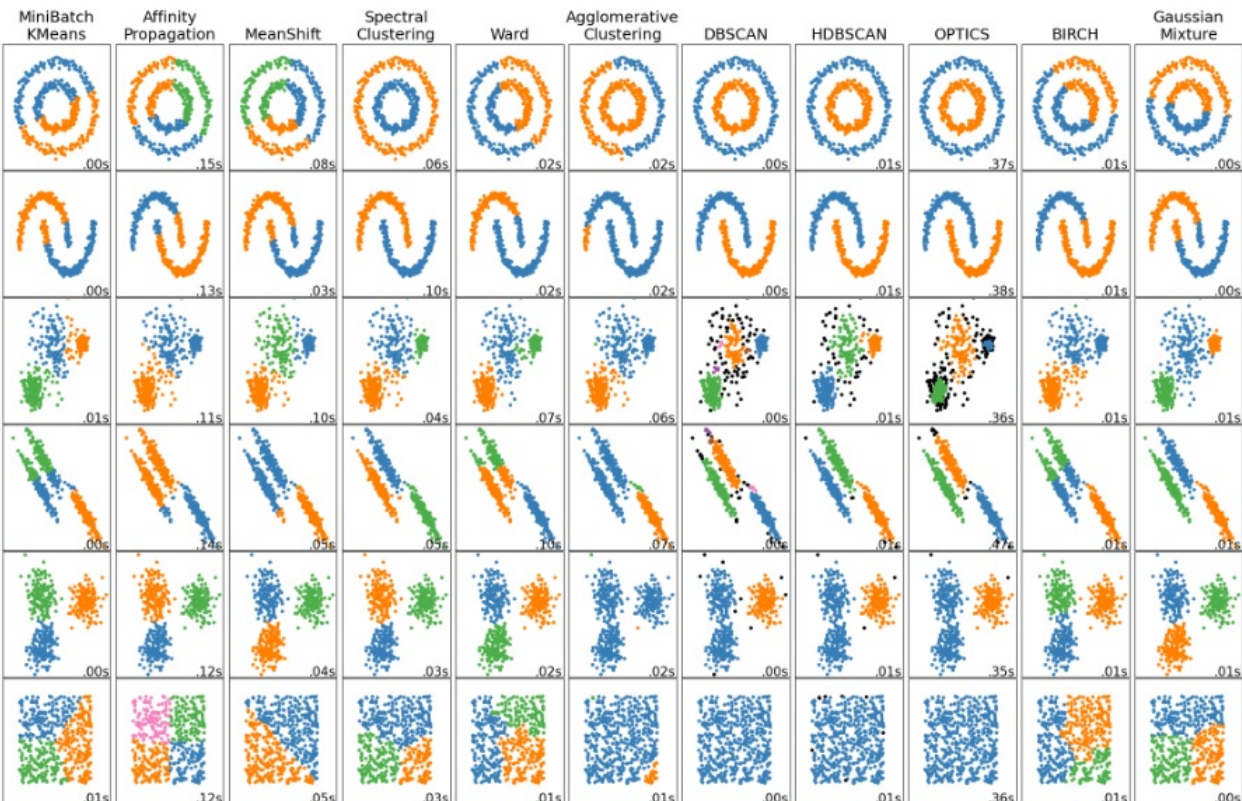 MiniBatch
KMeans
Affinity
Propagation
MeanShift
Spectral
Clustering
Ward
Agglomerative
Clustering
DBSCAN
HDBSCAN
OPTICS
BIRCH
Gaussian
Mixture
.00s .15s .08s .06s .02s .02s .00s .01s .37s .01s .00s
.00s .13s .03s .10s .02s .02s .00s .01s .38s .01s .00s
.01s .11s .10s .04s .07s .06s .00s .01s .36s .01s .01s
.00s .14s .05s .05s .10s .07s .00s .01s .47s .01s .01s
.00s .12s .04s .03s .02s .02s .00s .01s .35s .01s .01s
.01s .12s .05s .03s .01s .01s .00s .01s .36s .01s .00s